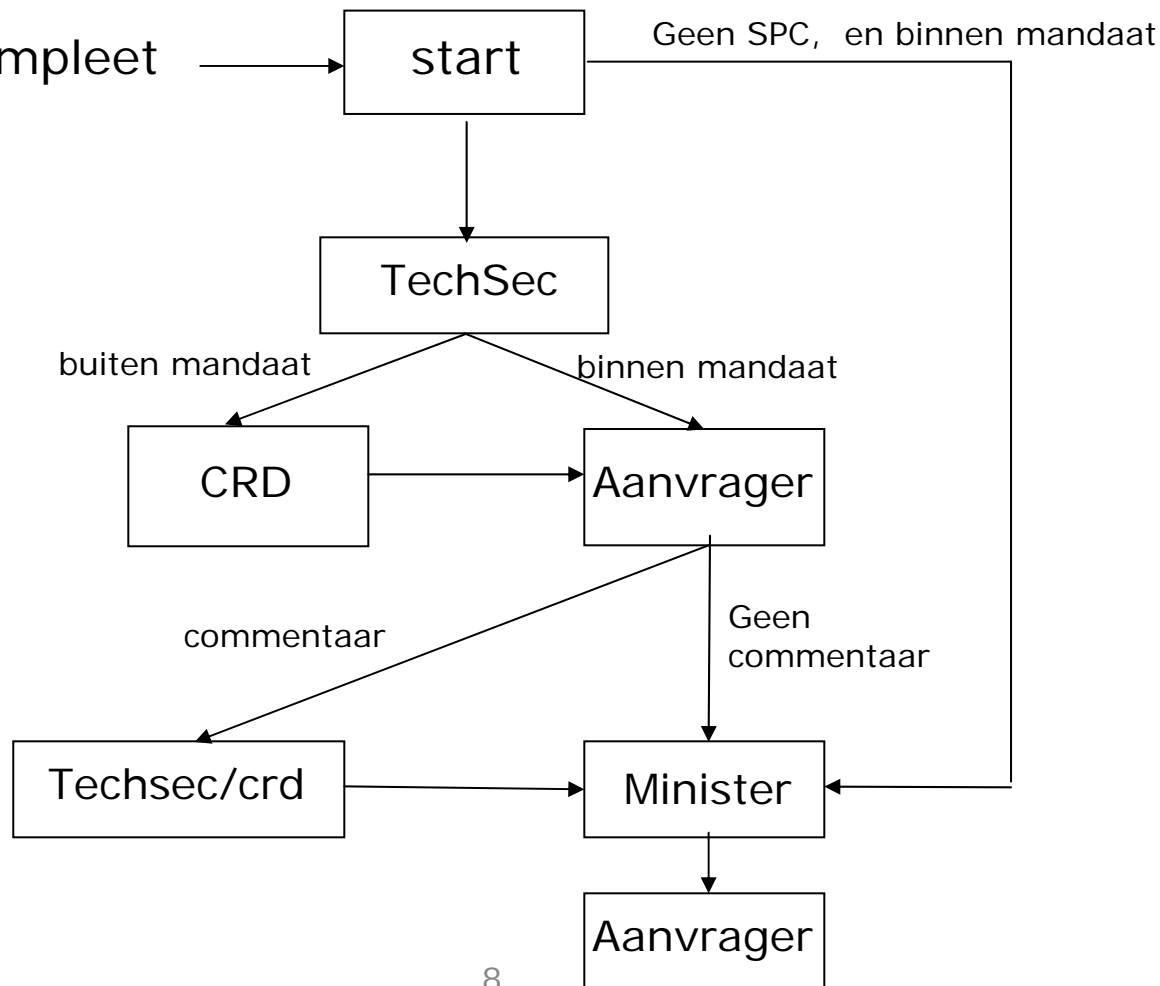 mpleet
start
Geen SPC, en binnen mandaat
TechSec
buiten mandaat
binnen mandaat
CRD
Aanvrager
commentaar
Geen
commentaar
Techsec/crd
Minister
Aanvrager
8